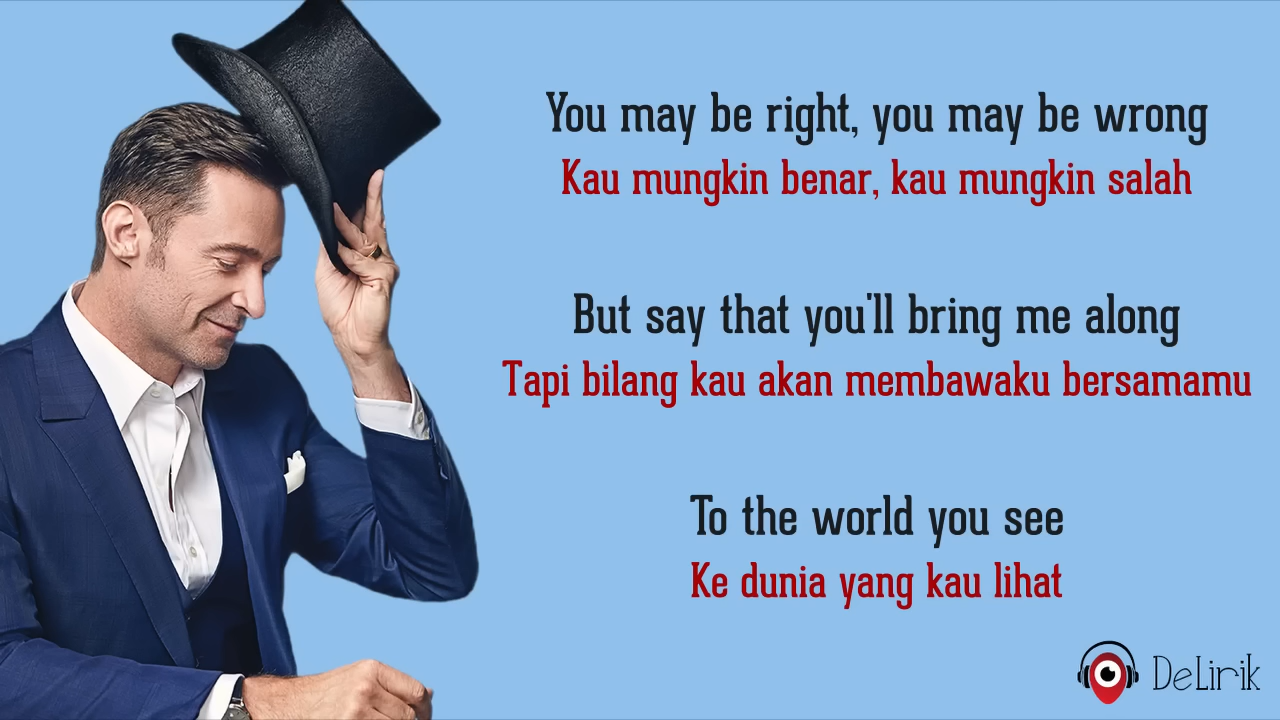 You may be right, you may be wrong
Kau mungkin benar, kau mungkin salah
But say that you'll bring me along
Tapi bilang kau akan membawaku bersamamu
To the world you see
Ke dunia yang kau lihat
DeLirik